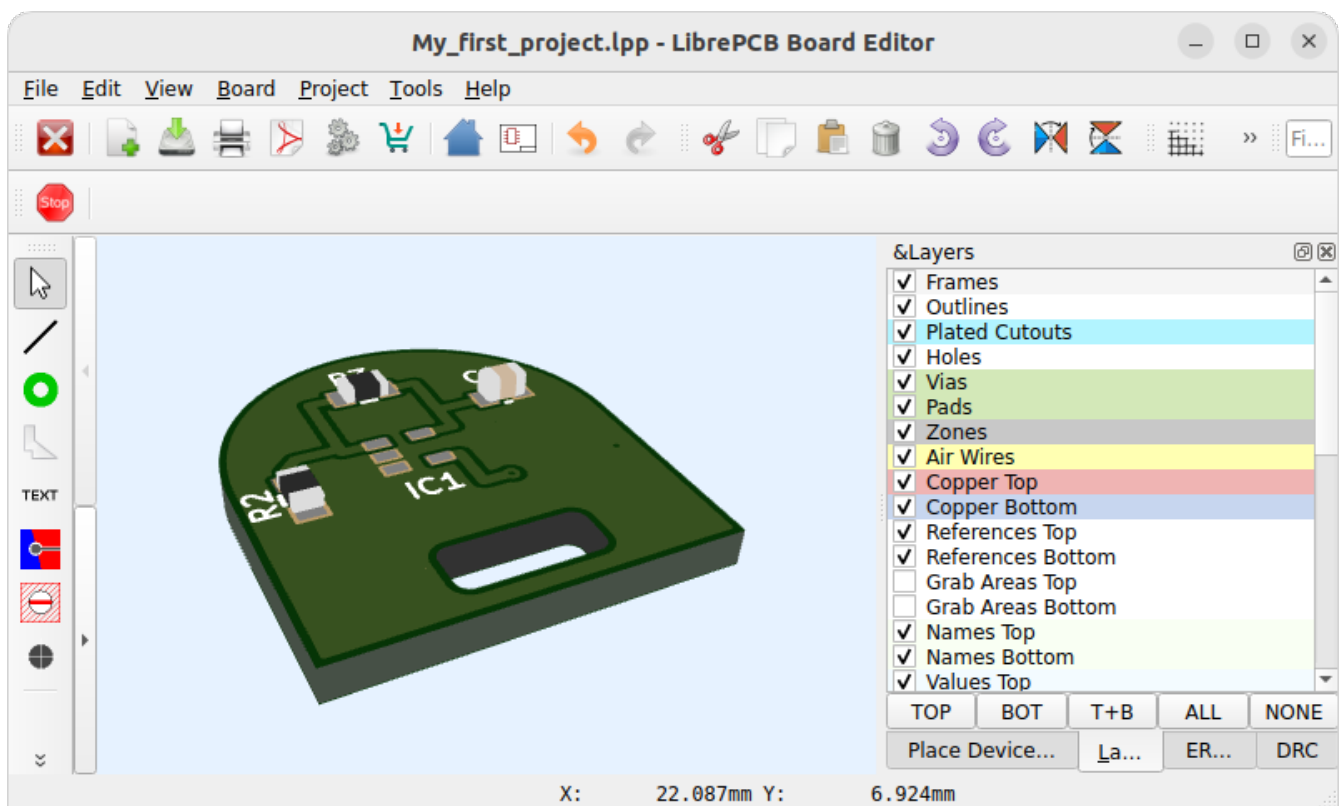 My_first_project.lpp - LibrePCB Board Editor
File Edit View Board Project Tools Help
Fi...
Stop
&Layers
Frames
Outlines
Plated Cutouts
Holes
Vias
Pads
Zones
Air Wires
Copper Top
Copper Bottom
References Top
References Bottom
Grab Areas Top
Grab Areas Bottom
Names Top
Names Bottom
Values Top
TEXT
IC1
R2
TOP BOT T+B ALL NONE
Place Device... La... ER... DRC
X: 22.087mm Y: 6.924mm